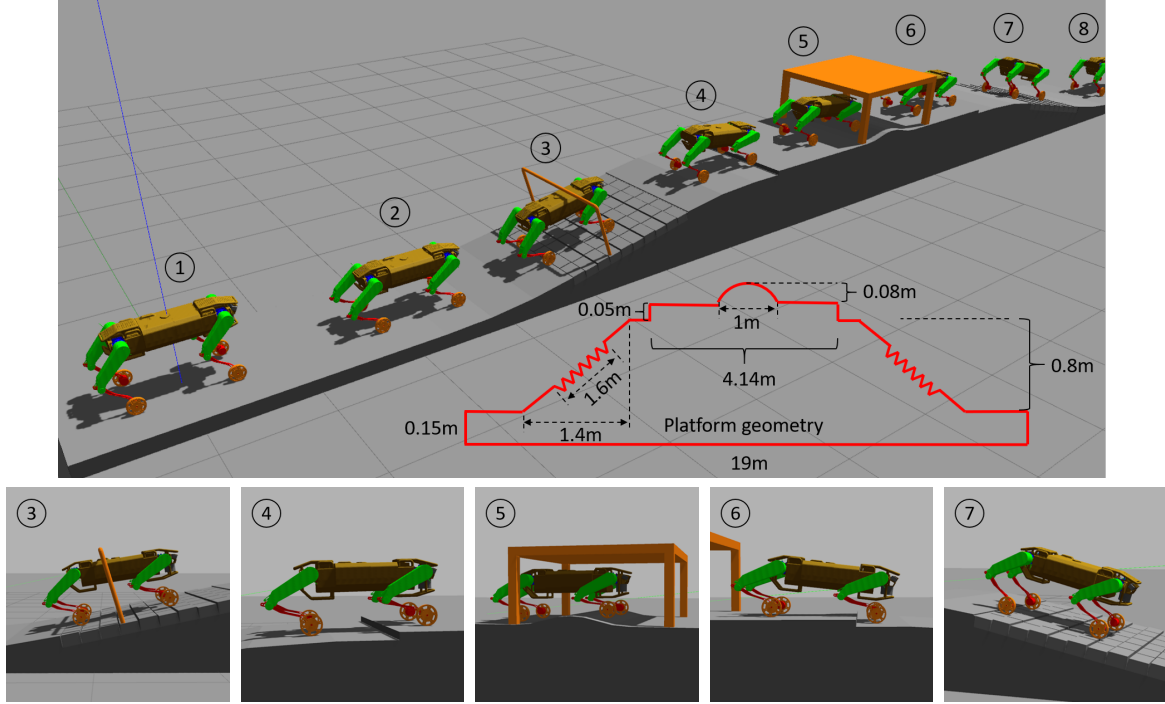 ①
②
③
④
⑤
⑥
⑦
⑧
0.05m
0.08m
1m
4.14m
0.8m
1.6m
0.15m
1.4m
Platform geometry
19m
③
④
⑤
⑥
⑦